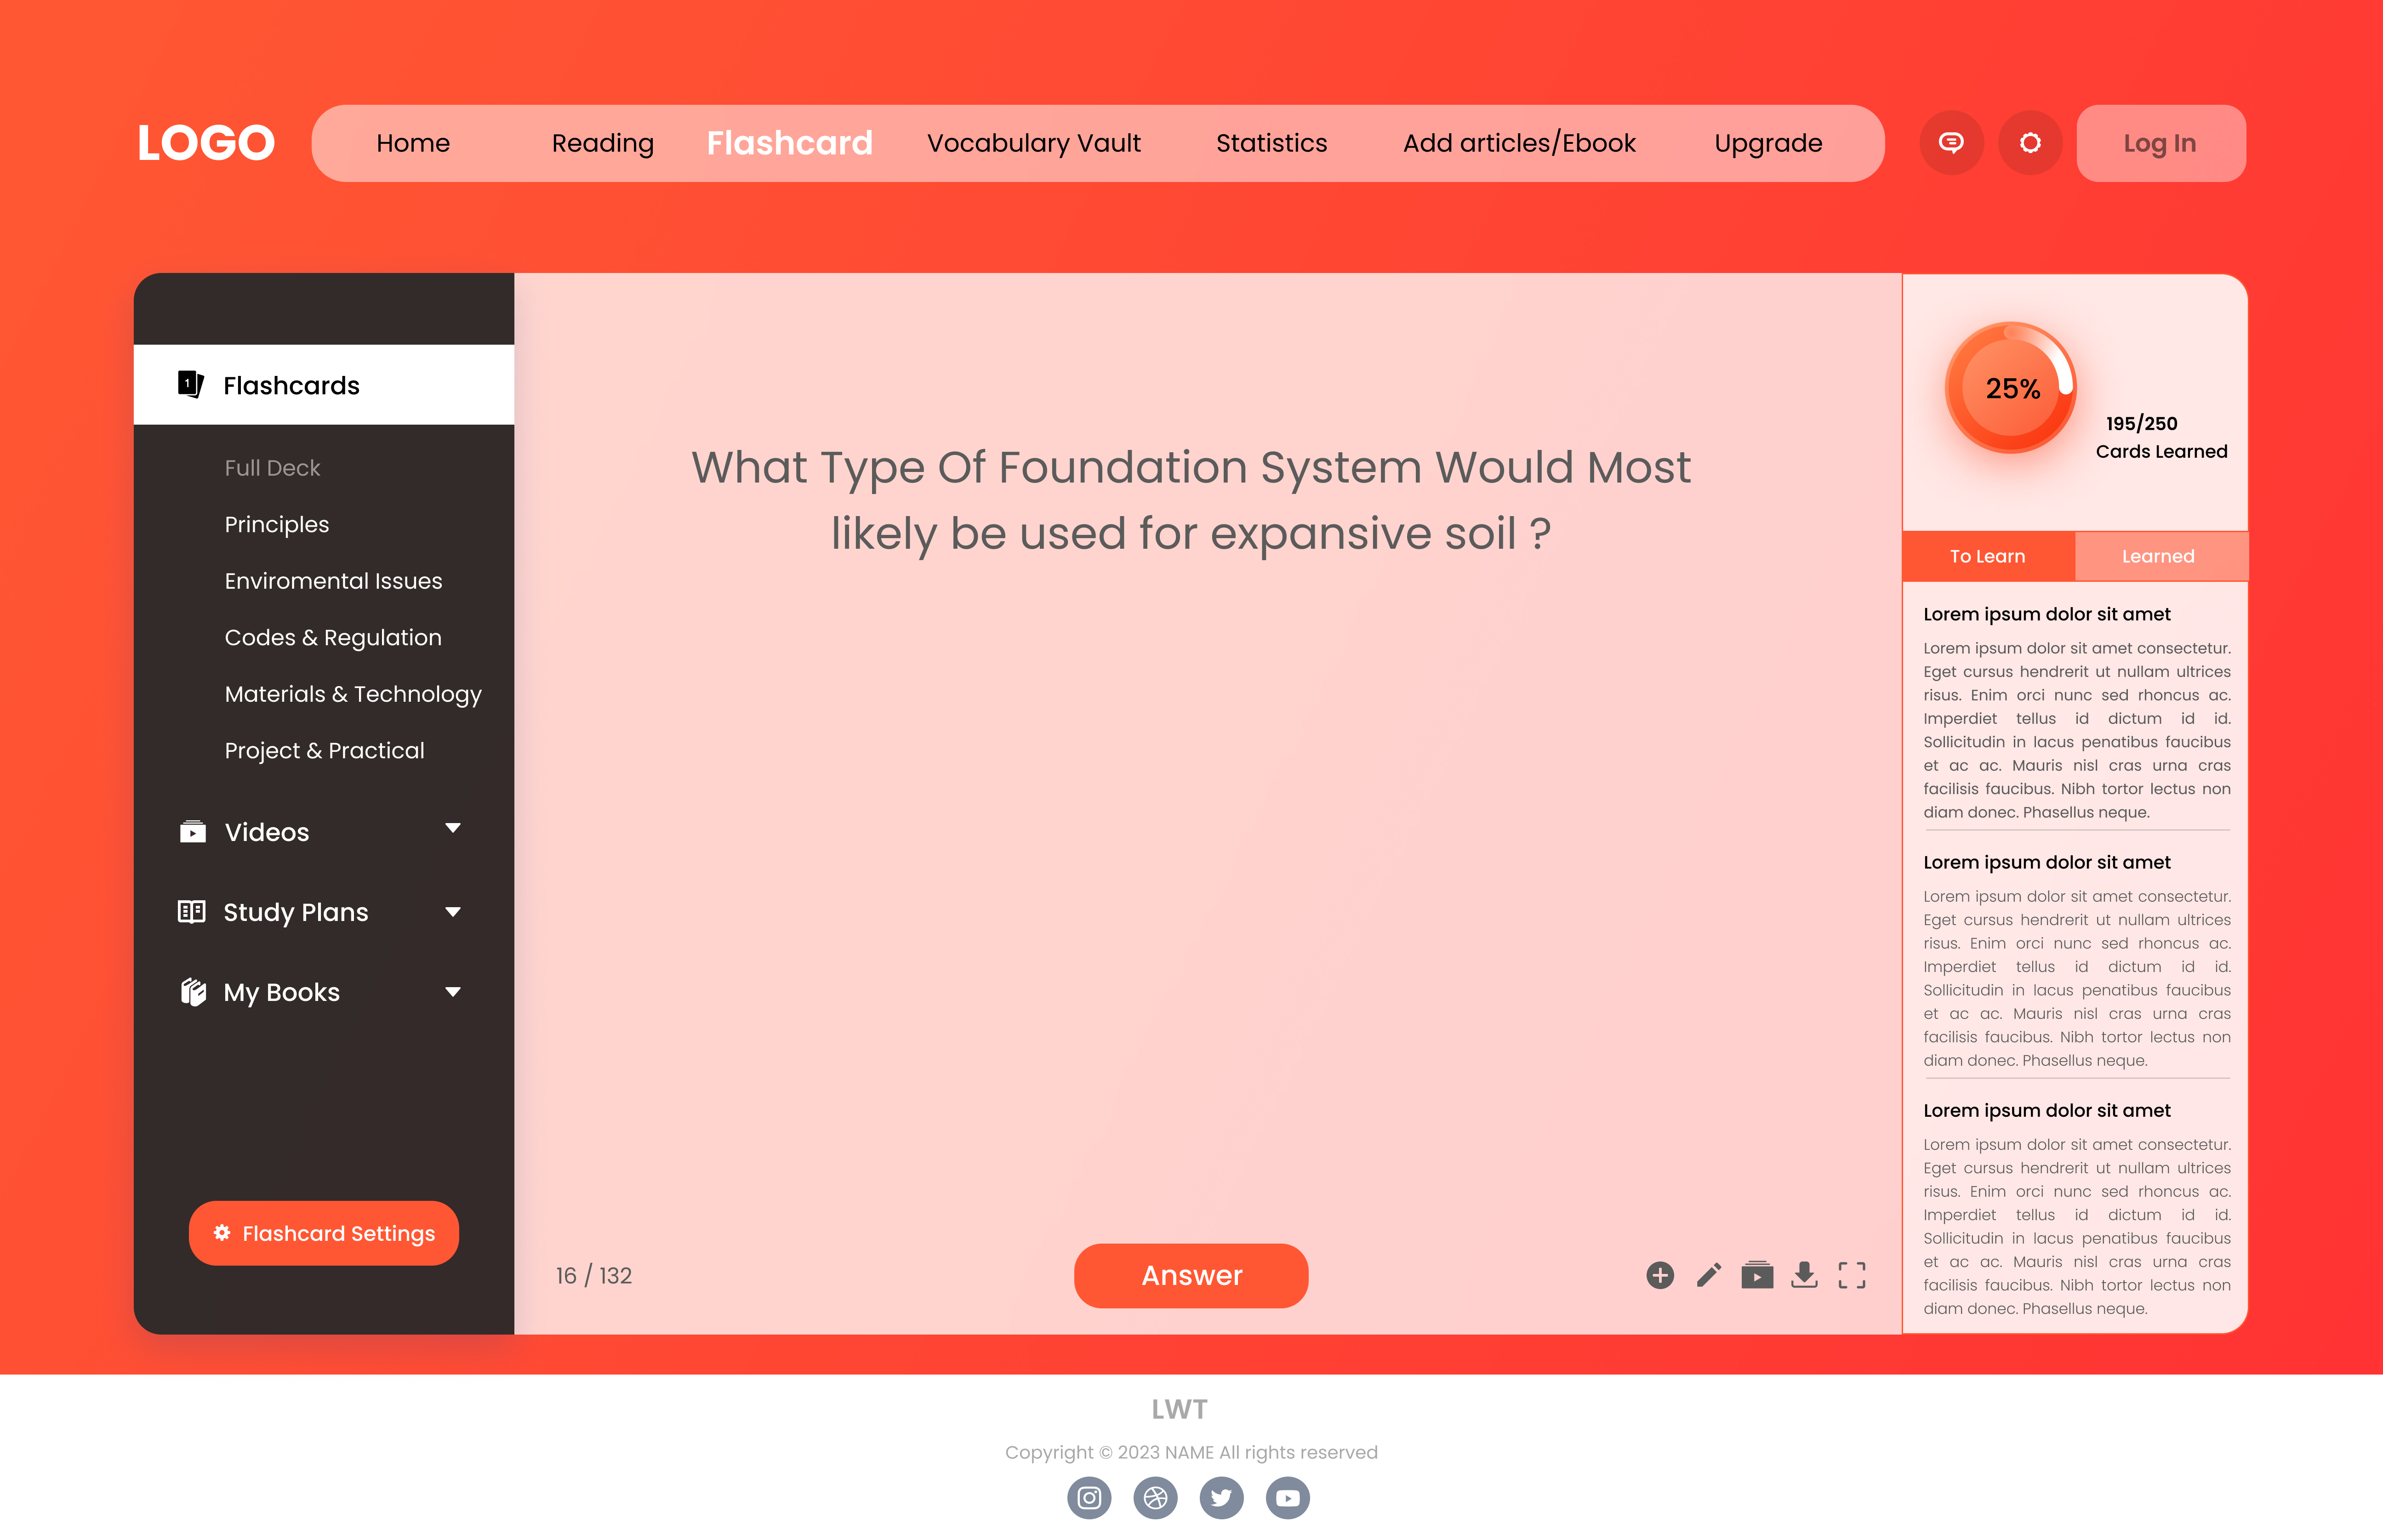 LOGO
Home
Reading
Flashcard
Vocabulary Vault
Statistics
Add articles/Ebook
Upgrade
Log In
1
Flashcards
Full Deck
Principles
Enviromental Issues
Codes & Regulation
Materials & Technology
Project & Practical
Videos
Study Plans
My Books
Flashcard Settings
What Type Of Foundation System Would Most
likely be used for expansive soil ?
16 / 132
Answer
25%
195/250
Cards Learned
To Learn
Learned
Lorem ipsum dolor sit amet
Lorem ipsum dolor sit amet consectetur.
Eget cursus hendrerit ut nullam ultrices
risus. Enim orci nunc sed rhoncus ac.
Imperdiet tellus id dictum id id.
Sollicitudin in lacus penatibus faucibus
et ac ac. Mauris nisl cras urna cras
facilisis faucibus. Nibh tortor lectus non
diam donec. Phasellus neque.
Lorem ipsum dolor sit amet
Lorem ipsum dolor sit amet consectetur.
Eget cursus hendrerit ut nullam ultrices
risus. Enim orci nunc sed rhoncus ac.
Imperdiet tellus id dictum id id.
Sollicitudin in lacus penatibus faucibus
et ac ac. Mauris nisl cras urna cras
facilisis faucibus. Nibh tortor lectus non
diam donec. Phasellus neque.
Lorem ipsum dolor sit amet
Lorem ipsum dolor sit amet consectetur.
Eget cursus hendrerit ut nullam ultrices
risus. Enim orci nunc sed rhoncus ac.
Imperdiet tellus id dictum id id.
Sollicitudin in lacus penatibus faucibus
et ac ac. Mauris nisl cras urna cras
facilisis faucibus. Nibh tortor lectus non
diam donec. Phasellus neque.
LWT
Copyright © 2023 NAME All rights reserved